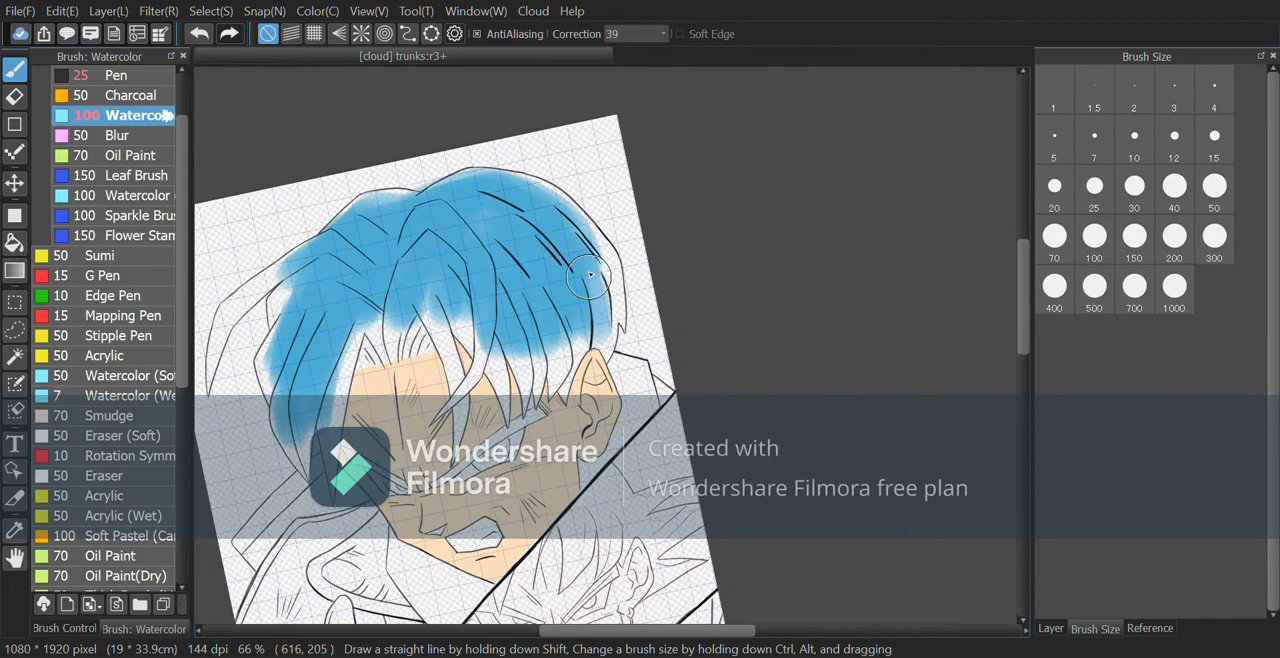 File(F) Edit(E) Layer(L) Filter(R) Select(S) Snap(N) Color(C) View(V) Tool(T) Window(W) Cloud Help
AntiAliasing Correction 39 Soft Edge
Brush: Watercolor
[cloud] trunks:r3+
Brush Size
25 Pen
50 Charcoal
100 Watercolo
50 Blur
70 Oil Paint
150 Leaf Brush
100 Watercolor
100 Sparkle Brus
150 Flower Stam
50 Sumi
15 G Pen
10 Edge Pen
15 Mapping Pen
50 Stipple Pen
50 Acrylic
50 Watercolor (So
7 Watercolor (We
70 Smudge
50 Eraser (Soft)
10 Rotation Symm
50 Eraser
50 Acrylic
50 Acrylic (Wet)
100 Soft Pastel (Ca
70 Oil Paint
70 Oil Paint(Dry)
Brush Control Brush: Watercolor
1 1.5 2 3 4
5 7 10 12 15
20 25 30 40 50
70 100 150 200 300
400 500 700 1000
Wondershare
Filmora
Created with
Wondershare Filmora free plan
Layer Brush Size Reference
1080 * 1920 pixel (19 * 33.9cm) 144 dpi 66 % ( 616, 205 ) Draw a straight line by holding down Shift, Change a brush size by holding down Ctrl, Alt, and dragging